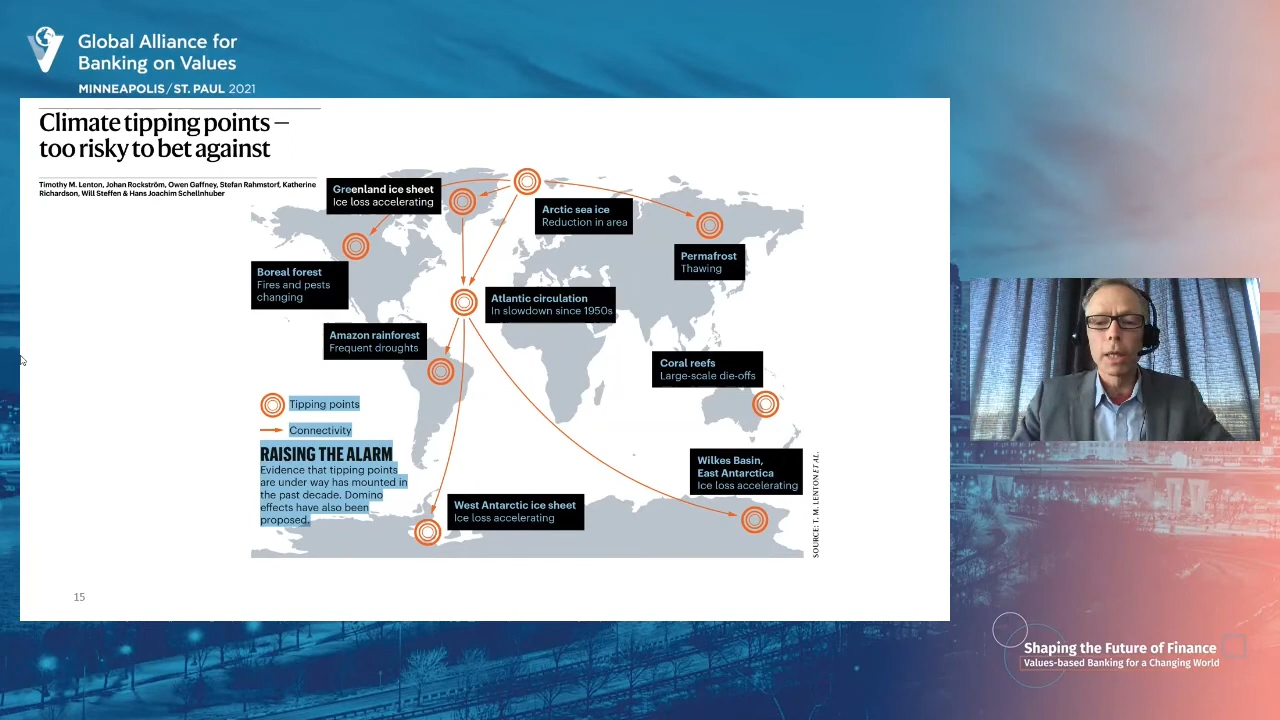 Global Alliance for
Banking on Values
MINNEAPOLIS/ST. PAUL 2021
Climate tipping points —
too risky to bet against
Timothy M. Lenton, Johan Rockström, Owen Gaffney, Stefan Rahmstorf, Katherine
Richardson, Will Steffen & Hans Joachim Schellnhuber
Greenland ice sheet
Ice loss accelerating
Arctic sea ice
Reduction in area
Permafrost
Thawing
Boreal forest
Fires and pests
changing
Atlantic circulation
In slowdown since 1950s
Amazon rainforest
Frequent droughts
Coral reefs
Large-scale die-offs
Tipping points
Connectivity
RAISING THE ALARM
Evidence that tipping points
are under way has mounted in
the past decade. Domino
effects have also been
proposed.
Wilkes Basin,
East Antarctica
Ice loss accelerating
West Antarctic ice sheet
Ice loss accelerating
SOURCE: T. M. LENTON ET AL.
15
Shaping the Future of Finance
Values-based Banking for a Changing World